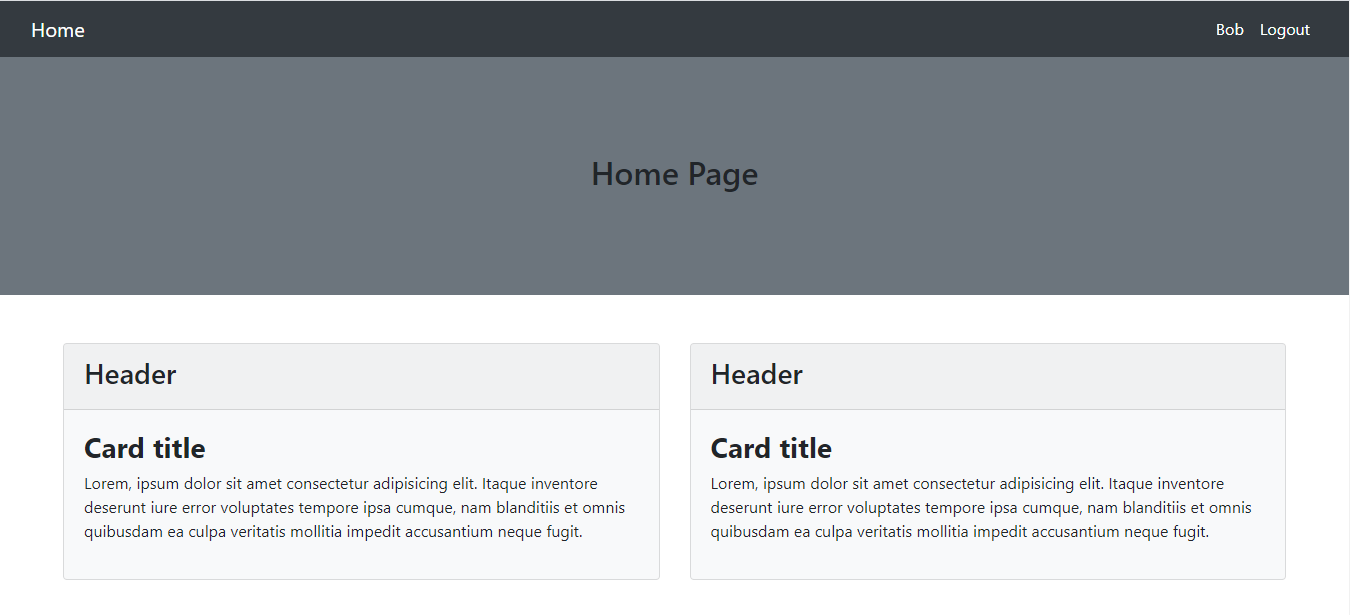 Home Bob Logout
Home Page
Header
Card title
Lorem, ipsum dolor sit amet consectetur adipisicing elit. Itaque inventore
deserunt iure error voluptates tempore ipsa cumque, nam blanditiis et omnis
quibusdam ea culpa veritatis mollitia impedit accusantium neque fugit.
Header
Card title
Lorem, ipsum dolor sit amet consectetur adipisicing elit. Itaque inventore
deserunt iure error voluptates tempore ipsa cumque, nam blanditiis et omnis
quibusdam ea culpa veritatis mollitia impedit accusantium neque fugit.